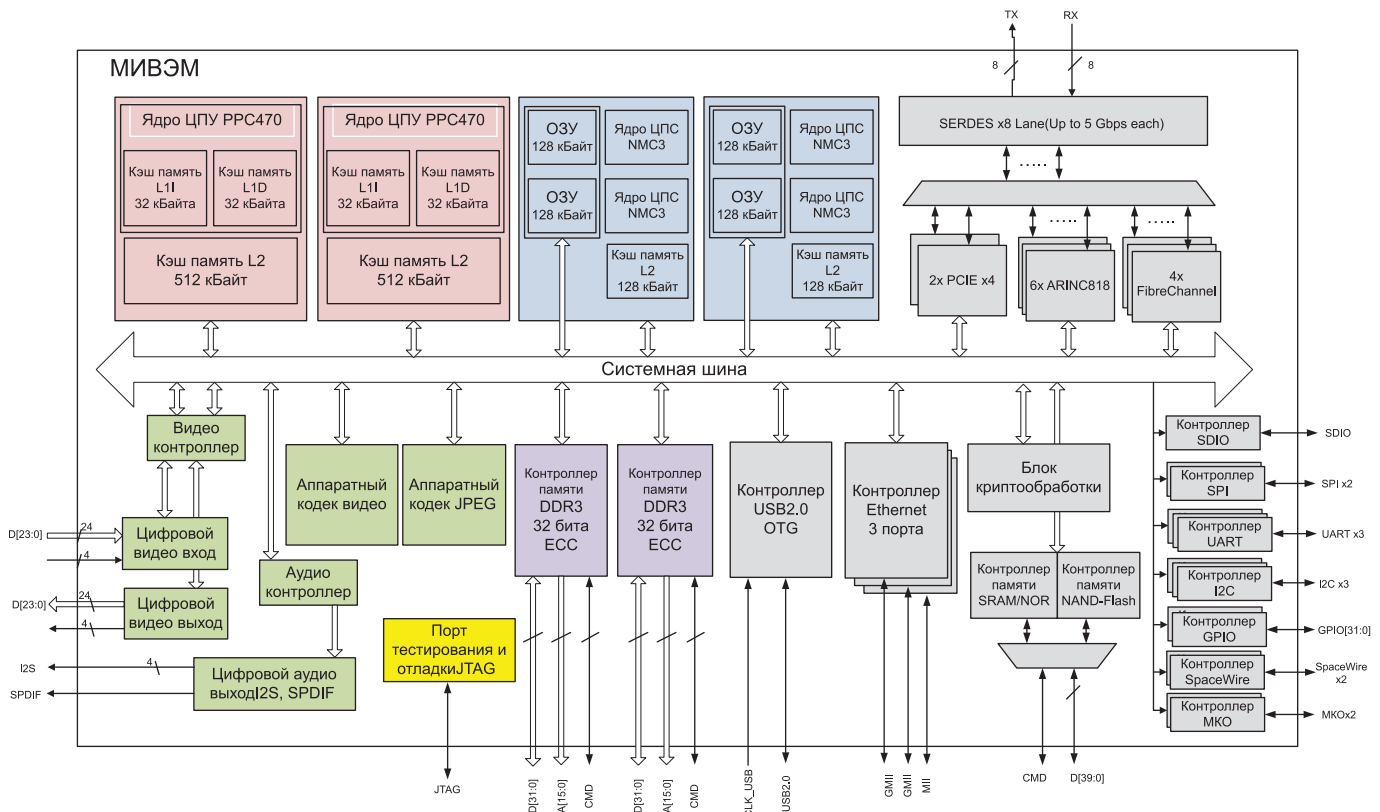 TX
RX
8
8
МИВЭМ
Ядро ЦПУ PPC470
Кэш память
L1I
32 кБайта
Кэш память
L1D
32 кБайта
Кэш память L2
512 кБайт
Ядро ЦПУ PPC470
Кэш память
L1I
32 кБайта
Кэш память
L1D
32 кБайта
Кэш память L2
512 кБайт
ОЗУ
128 кБайт
Ядро ЦПС
NMC3
ОЗУ
128 кБайт
Ядро ЦПС
NMC3
Кэш память
L2
128 кБайт
ОЗУ
128 кБайт
Ядро ЦПС
NMC3
ОЗУ
128 кБайт
Ядро ЦПС
NMC3
Кэш память
L2
128 кБайт
SERDES x8 Lane(Up to 5 Gbps each)
.....
.....
.....
2x PCIE x4
6x ARINC818
4x
FibreChannel
Системная шина
Видео
контроллер
Аппаратный
кодек видео
Аппаратный
кодек JPEG
Контроллер
памяти
DDR3
32 бита
ECC
Контроллер
памяти
DDR3
32 бита
ECC
Контроллер
USB2.0
OTG
Контроллер
Ethernet
3 порта
Блок
криптообработки
Контроллер
памяти
SRAM/NOR
Контроллер
памяти
NAND-Flash
Контроллер
SDIO
SDIO
Контроллер
SPI
SPI x2
Контроллер
UART
UART x3
Контроллер
I2C
I2C x3
Контроллер
GPIO
GPIO[31:0]
Контроллер
SpaceWire
SpaceWire
x2
Контроллер
МКО
МКОx2
D[23:0]
24
4
Цифровой
видео вход
D[23:0]
24
4
Цифровой
видео выход
Аудио
контроллер
I2S
4
SPDIF
Цифровой аудио
выходI2S, SPDIF
Порт
тестирования и
отладкиJTAG
JTAG
D[31:0]
A[15:0]
CMD
D[31:0]
A[15:0]
CMD
CLK_USB
USB2.0
GMII
GMII
MII
CMD
D[39:0]